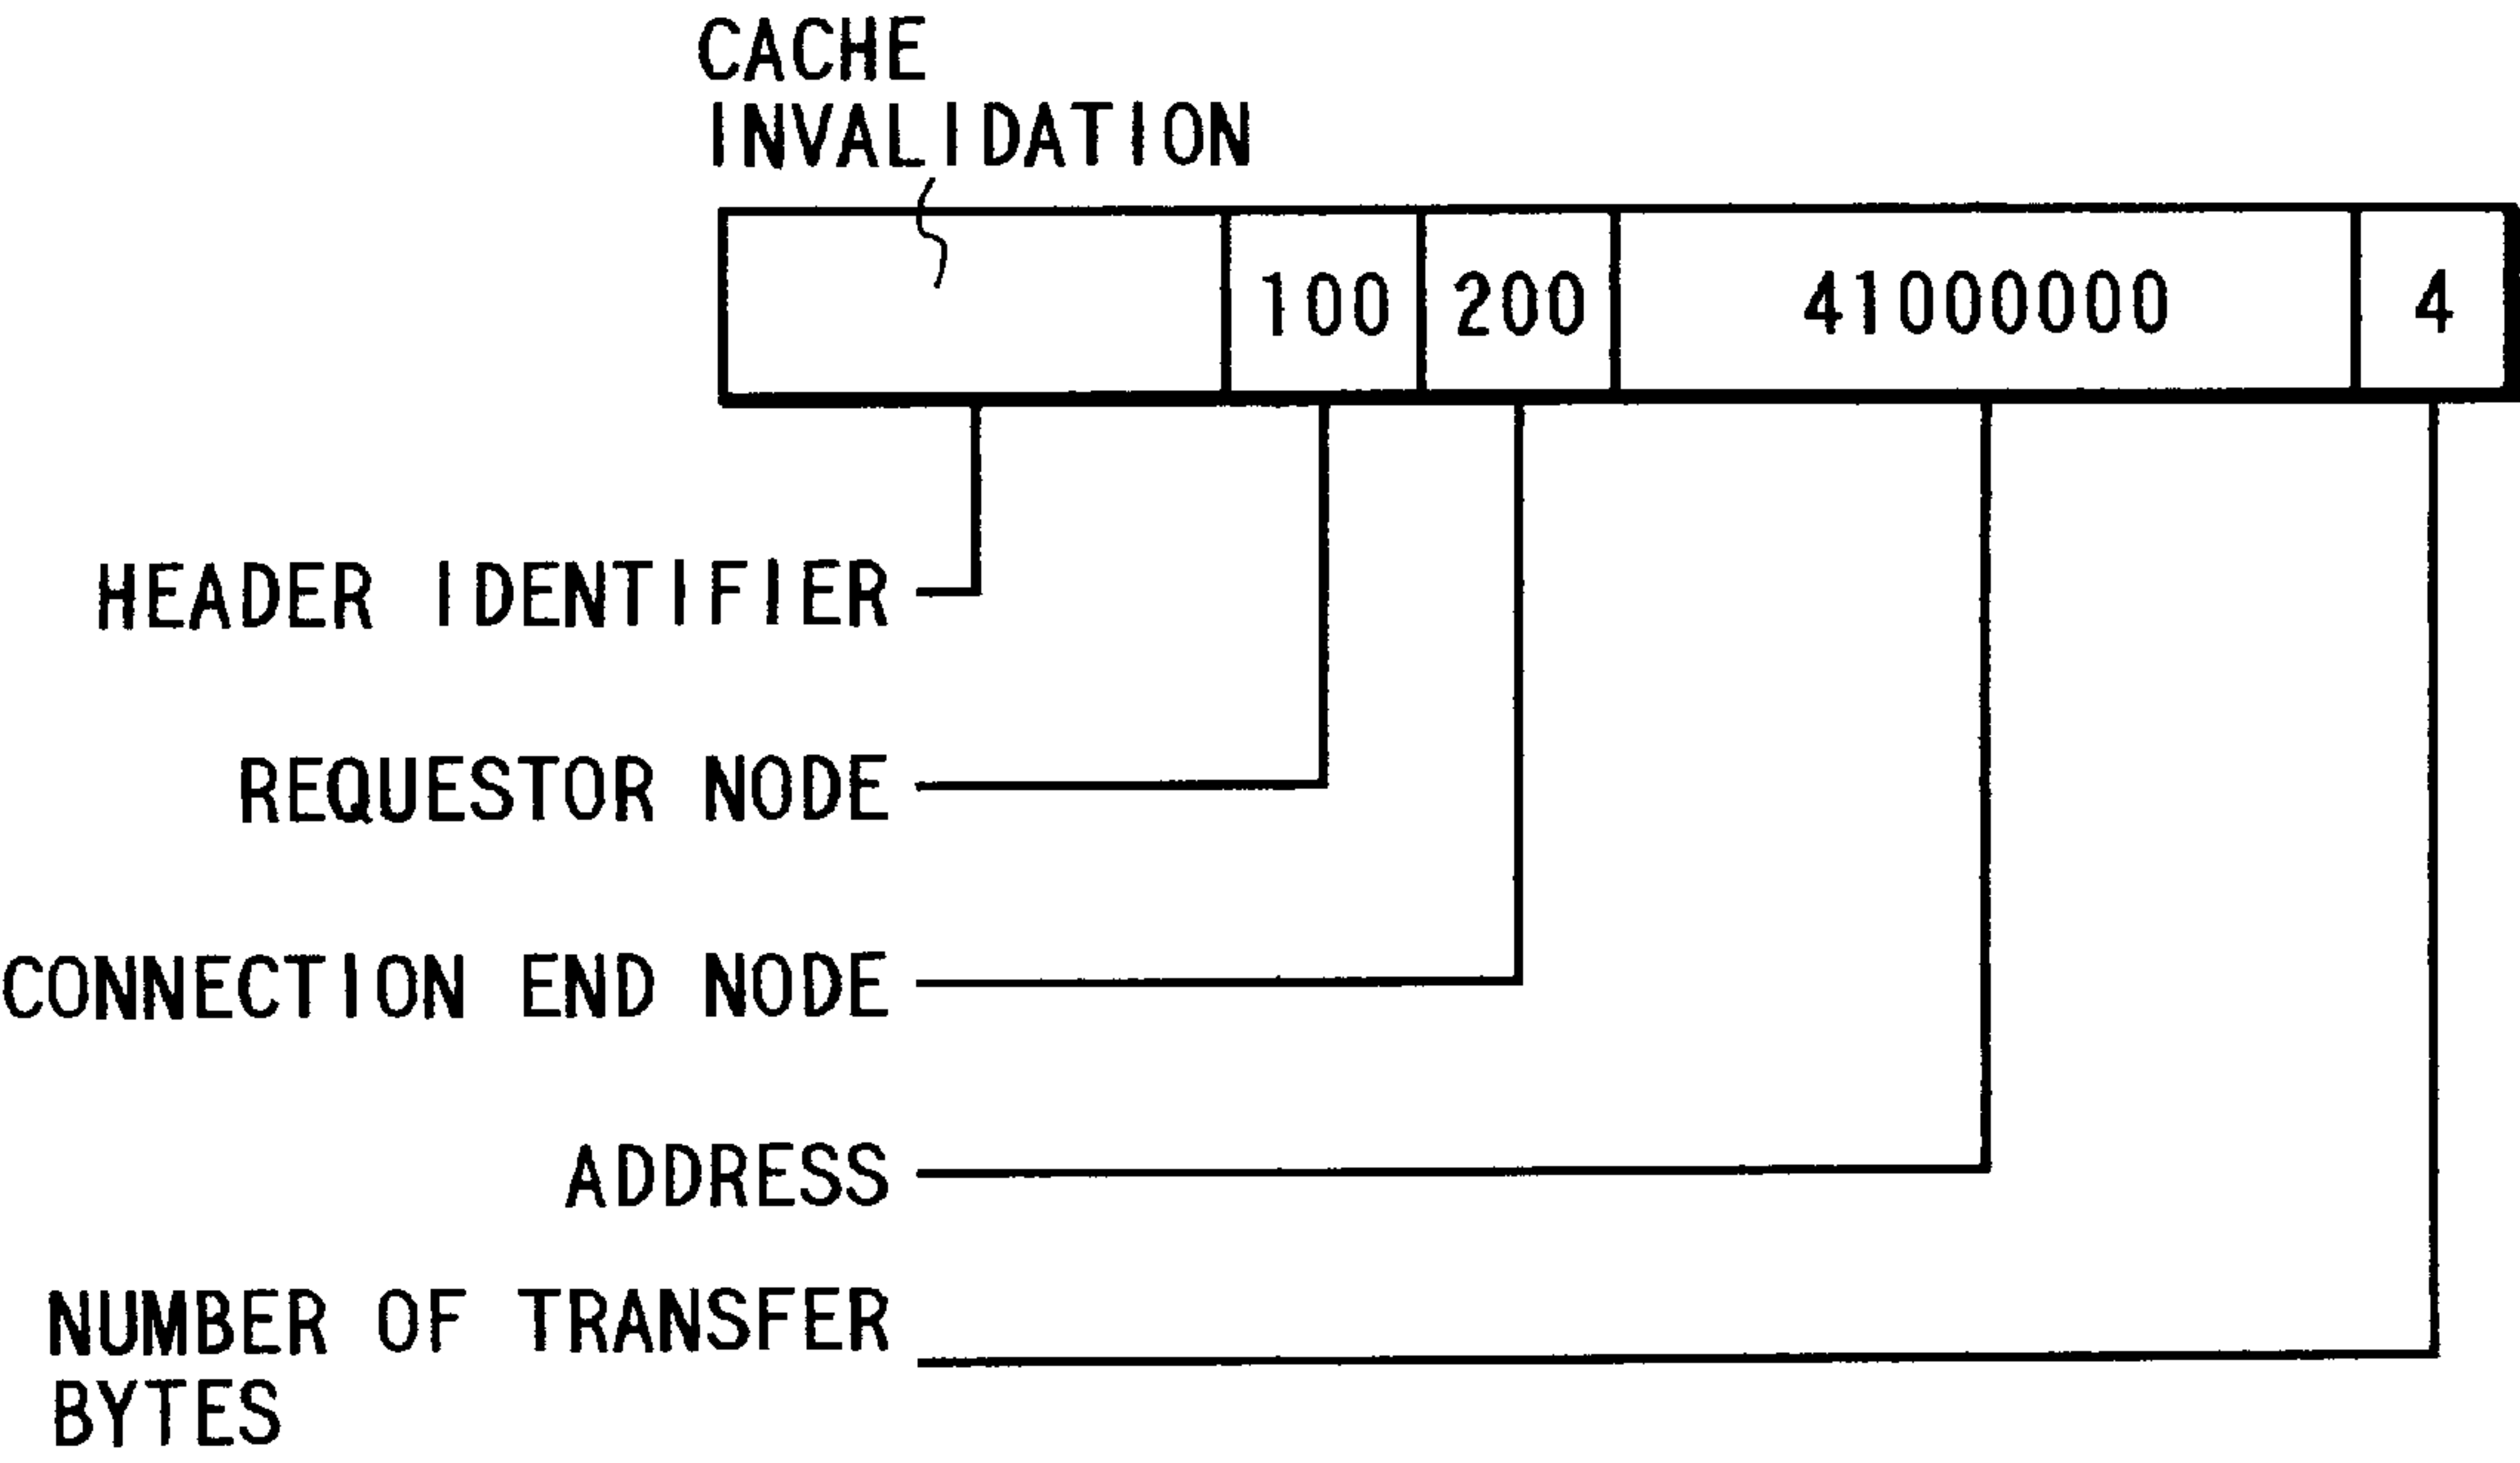 CACHE
INVALIDATION
100 200 41000000 4
HEADER IDENTIFIER
REQUESTOR NODE
CONNECTION END NODE
ADDRESS
NUMBER OF TRANSFER
BYTES